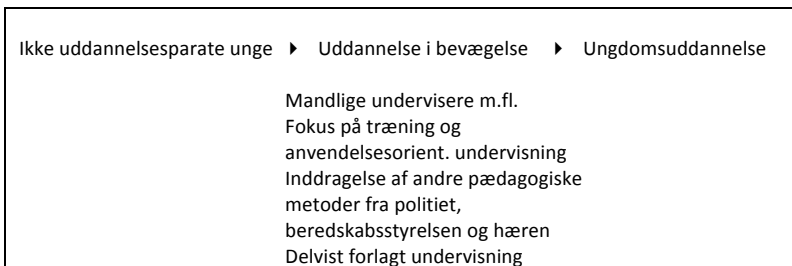 Ikke uddannelsesparate unge ▸ Uddannelse i bevægelse ▸ Ungdomsuddannelse
Mandlige undervisere m.fl.
Fokus på træning og
anvendelsesorient. undervisning
Inddragelse af andre pædagogiske
metoder fra politiet,
beredskabsstyrelsen og hæren
Delvist forlagt undervisning